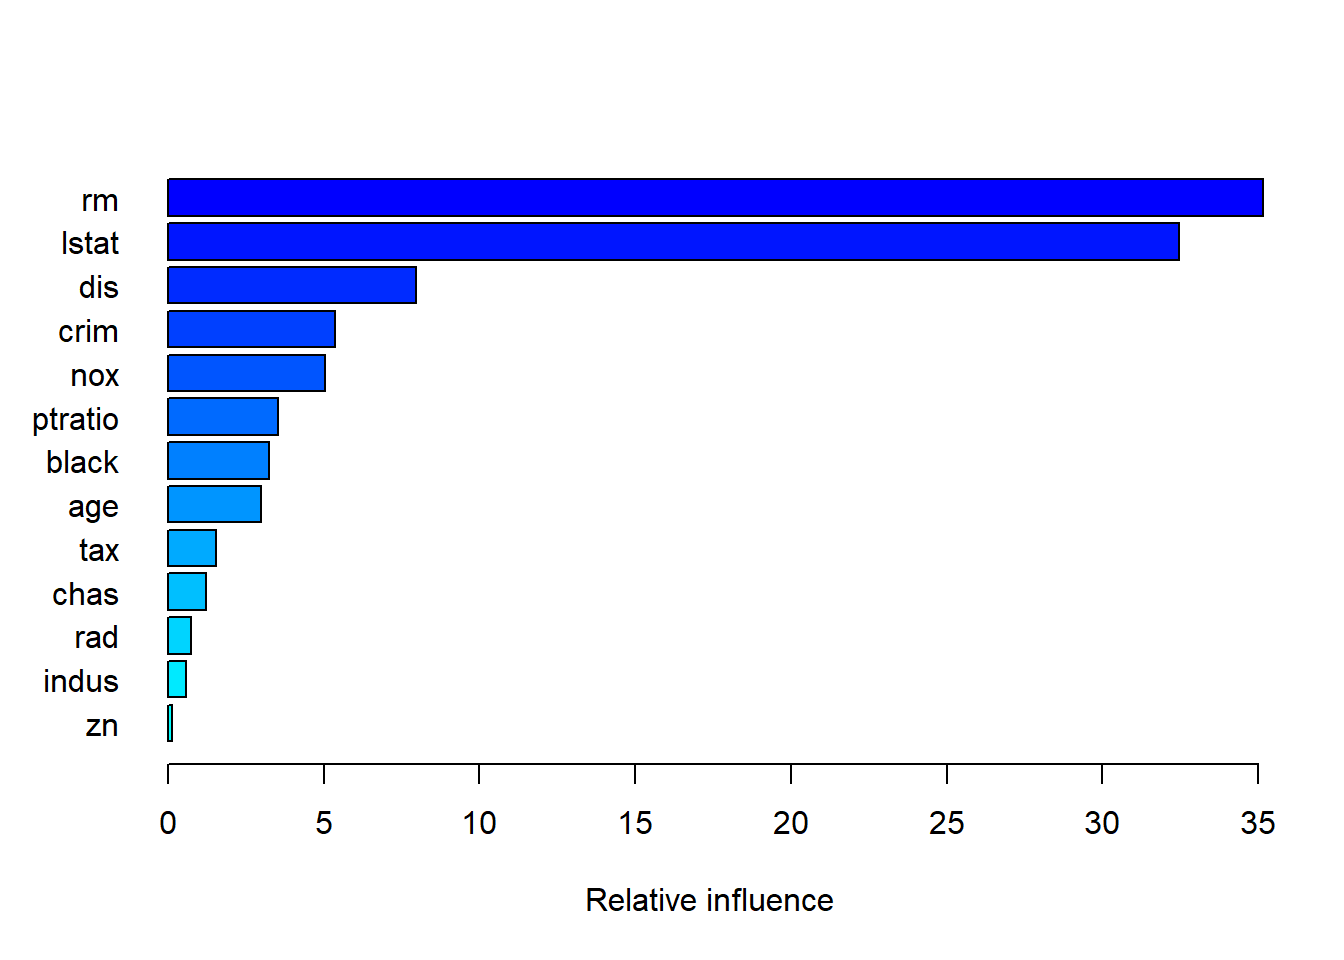 rm
lstat
dis
crim
nox
ptratio
black
age
tax
chas
rad
indus
zn
0 5 10 15 20 25 30 35
Relative influence